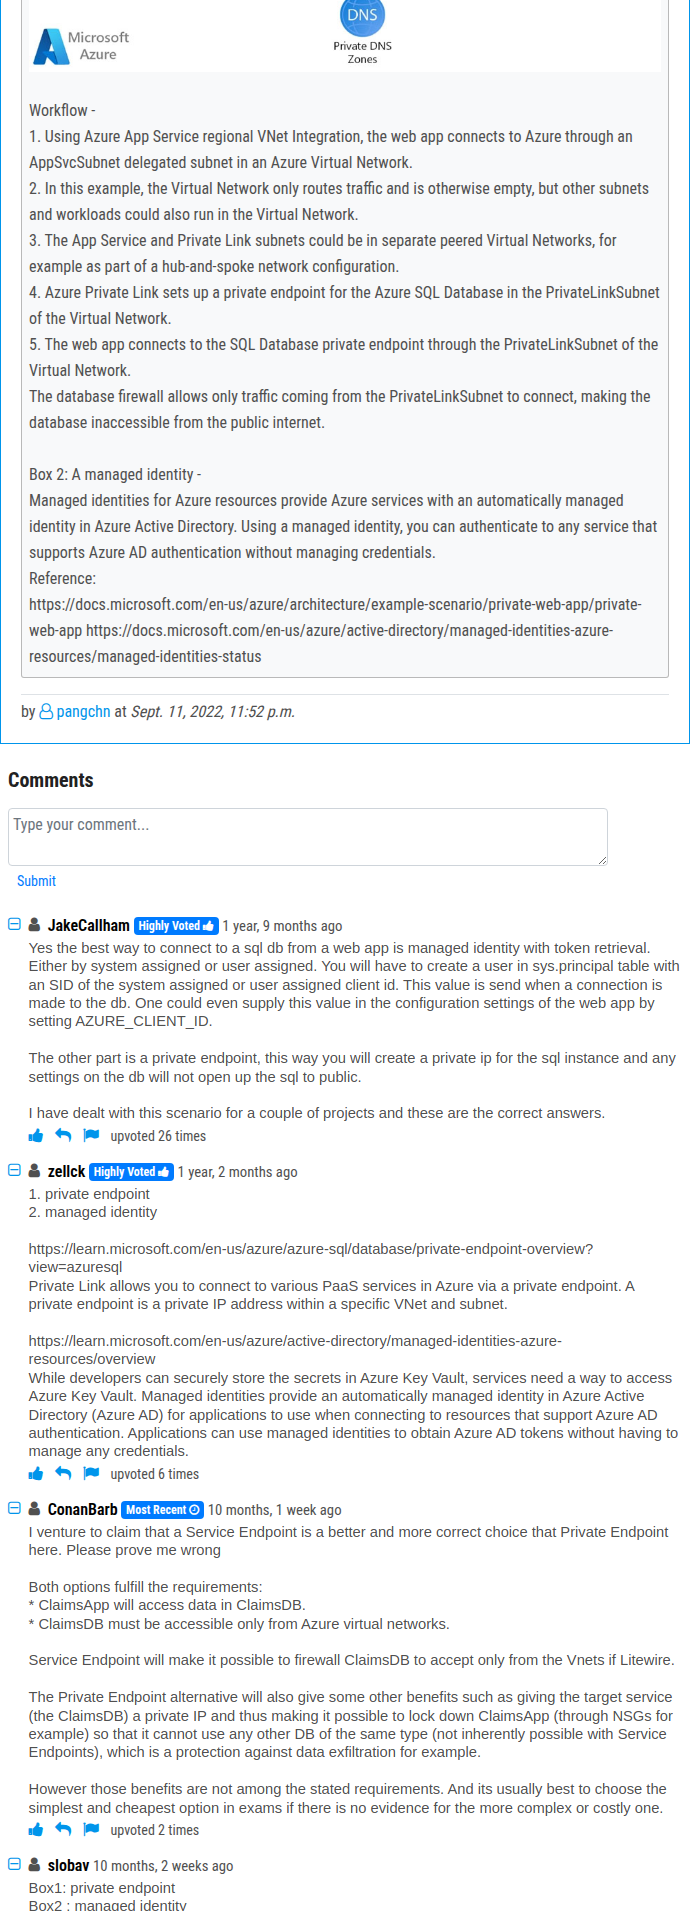 DNS
Microsoft
Azure
Private DNS
Zones
Workflow -
1. Using Azure App Service regional VNet Integration, the web app connects to Azure through an
AppSvcSubnet delegated subnet in an Azure Virtual Network.
2. In this example, the Virtual Network only routes traffic and is otherwise empty, but other subnets
and workloads could also run in the Virtual Network.
3. The App Service and Private Link subnets could be in separate peered Virtual Networks, for
example as part of a hub-and-spoke network configuration.
4. Azure Private Link sets up a private endpoint for the Azure SQL Database in the PrivateLinkSubnet
of the Virtual Network.
5. The web app connects to the SQL Database private endpoint through the PrivateLinkSubnet of the
Virtual Network.
The database firewall allows only traffic coming from the PrivateLinkSubnet to connect, making the
database inaccessible from the public internet.
Box 2: A managed identity -
Managed identities for Azure resources provide Azure services with an automatically managed
identity in Azure Active Directory. Using a managed identity, you can authenticate to any service that
supports Azure AD authentication without managing credentials.
Reference:
https://docs.microsoft.com/en-us/azure/architecture/example-scenario/private-web-app/private-
web-app https://docs.microsoft.com/en-us/azure/active-directory/managed-identities-azure-
resources/managed-identities-status
by pangchn at Sept. 11, 2022, 11:52 p.m.
Comments
Type your comment...
Submit
JakeCallham Highly Voted 1 year, 9 months ago
Yes the best way to connect to a sql db from a web app is managed identity with token retrieval.
Either by system assigned or user assigned. You will have to create a user in sys.principal table with
an SID of the system assigned or user assigned client id. This value is send when a connection is
made to the db. One could even supply this value in the configuration settings of the web app by
setting AZURE_CLIENT_ID.
The other part is a private endpoint, this way you will create a private ip for the sql instance and any
settings on the db will not open up the sql to public.
I have dealt with this scenario for a couple of projects and these are the correct answers.
upvoted 26 times
zellck Highly Voted 1 year, 2 months ago
1. private endpoint
2. managed identity
https://learn.microsoft.com/en-us/azure/azure-sql/database/private-endpoint-overview?
view=azuresql
Private Link allows you to connect to various PaaS services in Azure via a private endpoint. A
private endpoint is a private IP address within a specific VNet and subnet.
https://learn.microsoft.com/en-us/azure/active-directory/managed-identities-azure-
resources/overview
While developers can securely store the secrets in Azure Key Vault, services need a way to access
Azure Key Vault. Managed identities provide an automatically managed identity in Azure Active
Directory (Azure AD) for applications to use when connecting to resources that support Azure AD
authentication. Applications can use managed identities to obtain Azure AD tokens without having to
manage any credentials.
upvoted 6 times
ConanBarb Most Recent 10 months, 1 week ago
I venture to claim that a Service Endpoint is a better and more correct choice that Private Endpoint
here. Please prove me wrong
Both options fulfill the requirements:
* ClaimsApp will access data in ClaimsDB.
* ClaimsDB must be accessible only from Azure virtual networks.
Service Endpoint will make it possible to firewall ClaimsDB to accept only from the Vnets if Litewire.
The Private Endpoint alternative will also give some other benefits such as giving the target service
(the ClaimsDB) a private IP and thus making it possible to lock down ClaimsApp (through NSGs for
example) so that it cannot use any other DB of the same type (not inherently possible with Service
Endpoints), which is a protection against data exfiltration for example.
However those benefits are not among the stated requirements. And its usually best to choose the
simplest and cheapest option in exams if there is no evidence for the more complex or costly one.
upvoted 2 times
slobav 10 months, 2 weeks ago
Box1: private endpoint
Box2 : managed identity